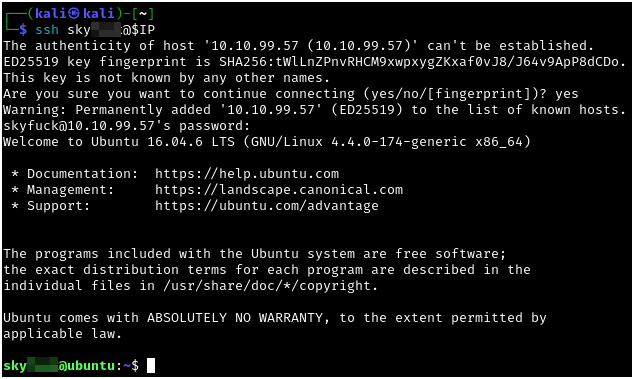 (kali㉿kali)-[~]
$ ssh sky @$IP
The authenticity of host '10.10.99.57 (10.10.99.57)' can't be established.
ED25519 key fingerprint is SHA256:tWlLnZPnvRHCM9xwpxygZKxaf0vJ8/J64v9ApP8dCDo.
This key is not known by any other names.
Are you sure you want to continue connecting (yes/no/[fingerprint])? yes
Warning: Permanently added '10.10.99.57' (ED25519) to the list of known hosts.
skyfuck@10.10.99.57's password:
Welcome to Ubuntu 16.04.6 LTS (GNU/Linux 4.4.0-174-generic x86_64)
* Documentation:  https://help.ubuntu.com
* Management:     https://landscape.canonical.com
* Support:        https://ubuntu.com/advantage
The programs included with the Ubuntu system are free software;
the exact distribution terms for each program are described in the
individual files in /usr/share/doc/*/copyright.
Ubuntu comes with ABSOLUTELY NO WARRANTY, to the extent permitted by
applicable law.
sky @ubuntu:~$